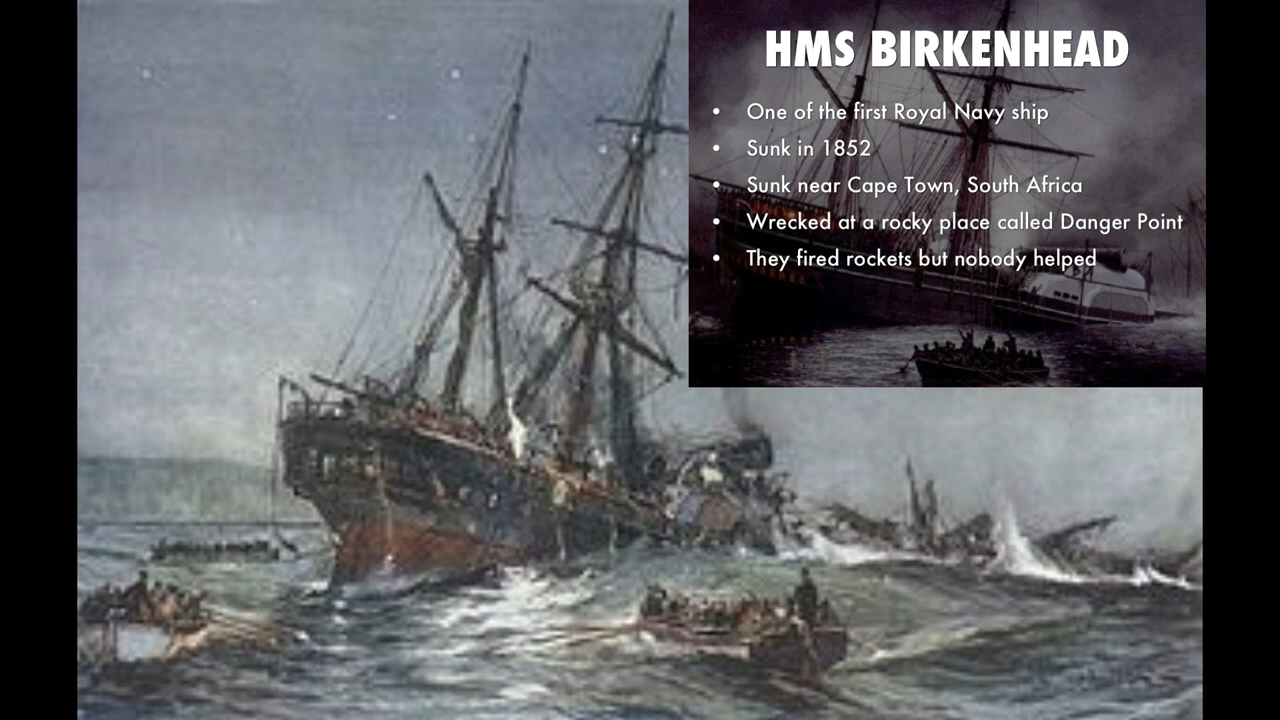 HMS BIRKENHEAD
• One of the first Royal Navy ship
• Sunk in 1852
• Sunk near Cape Town, South Africa
• Wrecked at a rocky place called Danger Point
• They fired rockets but nobody helped